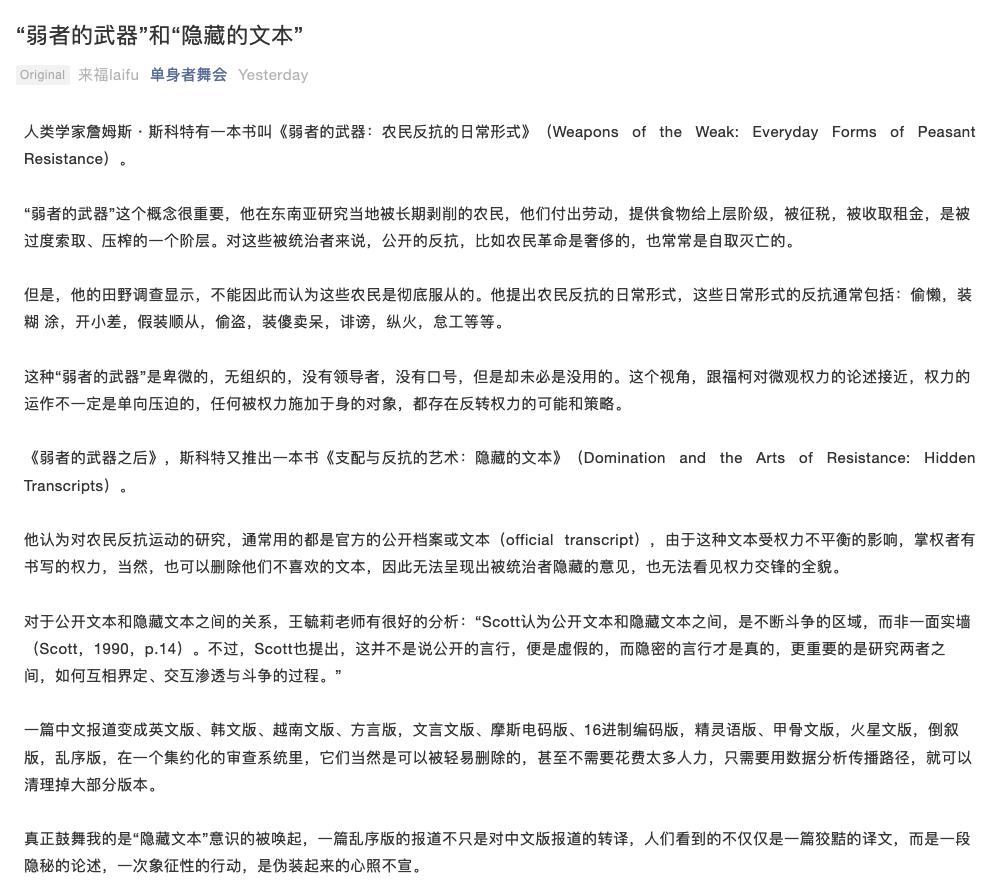 “弱者的武器”和“隐藏的文本”
Original 来福laifu 单身者舞会 Yesterday
人类学家詹姆斯·斯科特有一本书叫《弱者的武器：农民反抗的日常形式》（Weapons of the Weak: Everyday Forms of Peasant
Resistance）。
“弱者的武器”这个概念很重要，他在东南亚研究当地被长期剥削的农民，他们付出劳动，提供食物给上层阶级，被征税，被收取租金，是被
过度索取、压榨的一个阶层。对这些被统治者来说，公开的反抗，比如农民革命是奢侈的，也常常是自取灭亡的。
但是，他的田野调查显示，不能因此而认为这些农民是彻底服从的。他提出农民反抗的日常形式，这些日常形式的反抗通常包括：偷懒，装
糊 涂，开小差，假装顺从，偷盗，装傻卖呆，诽谤，纵火，怠工等等。
这种“弱者的武器”是卑微的，无组织的，没有领导者，没有口号，但是却未必是没用的。这个视角，跟福柯对微观权力的论述接近，权力的
运作不一定是单向压迫的，任何被权力施加于身的对象，都存在反转权力的可能和策略。
《弱者的武器之后》，斯科特又推出一本书《支配与反抗的艺术：隐藏的文本》（Domination and the Arts of Resistance: Hidden
Transcripts）。
他认为对农民反抗运动的研究，通常用的都是官方的公开档案或文本（official transcript），由于这种文本受权力不平衡的影响，掌权者有
书写的权力，当然，也可以删除他们不喜欢的文本，因此无法呈现出被统治者隐藏的意见，也无法看见权力交锋的全貌。
对于公开文本和隐藏文本之间的关系，王毓莉老师有很好的分析：“Scott认为公开文本和隐藏文本之间，是不断斗争的区域，而非一面实墙
（Scott，1990，p.14）。不过，Scott也提出，这并不是说公开的言行，便是虚假的，而隐密的言行才是真的，更重要的是研究两者之
间，如何互相界定、交互渗透与斗争的过程。”
一篇中文报道变成英文版、韩文版、越南文版、方言版，文言文版、摩斯电码版、16进制编码版，精灵语版、甲骨文版，火星文版，倒叙
版，乱序版，在一个集约化的审查系统里，它们当然是可以被轻易删除的，甚至不需要花费太多人力，只需要用数据分析传播路径，就可以
清理掉大部分版本。
真正鼓舞我的是“隐藏文本”意识的被唤起，一篇乱序版的报道不只是对中文版报道的转译，人们看到的不仅仅是一篇狡黠的译文，而是一段
隐秘的论述，一次象征性的行动，是伪装起来的心照不宣。